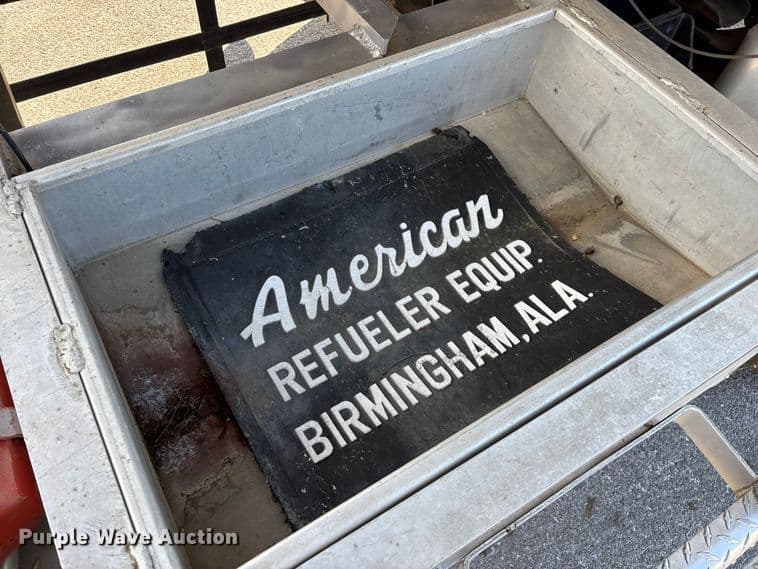 American
REFUELER EQUIP.
BIRMINGHAM, ALA.
Purple Wave Auction